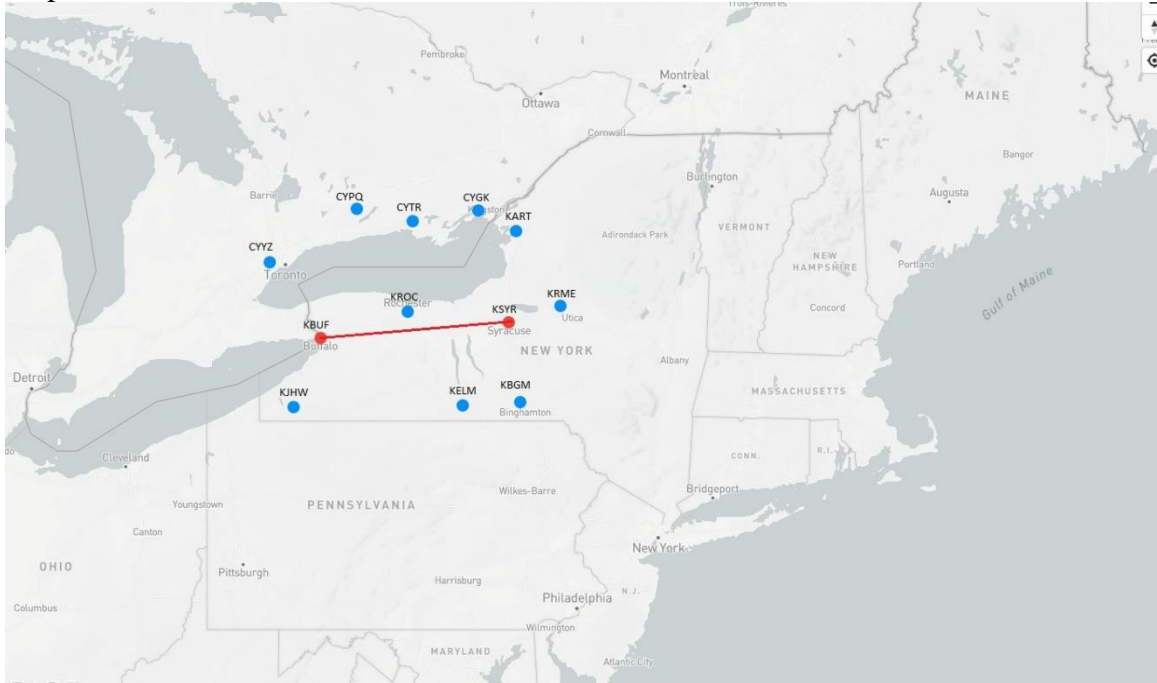 Trois-Rivières
Pembroke
Montreal
Ottawa
MAINE
Cornwall
Bangor
Burlington
Barrie
CYPQ
CYTR
CYGK
Augusta
KART
VERMONT
Adirondack Park
CYYZ
Toronto
NEW
HAMPSHIRE
Portland
Gulf of Maine
KROC
Rochester
KRME
KSYR
Concord
KBUF
Utica
Syracuse
Buffalo
NEW YORK
Albany
Detroit
KJHW
KELM
KBGM
MASSACHUSETTS
Binghamton
Cleveland
CONN.
R.I.
Youngstown
PENNSYLVANIA
Wilkes-Barre
Bridgeport
Canton
New York
OHIO
Pittsburgh
Harrisburg
N.J.
Columbus
Philadelphia
Wilmington
MARYLAND
Atlantic City